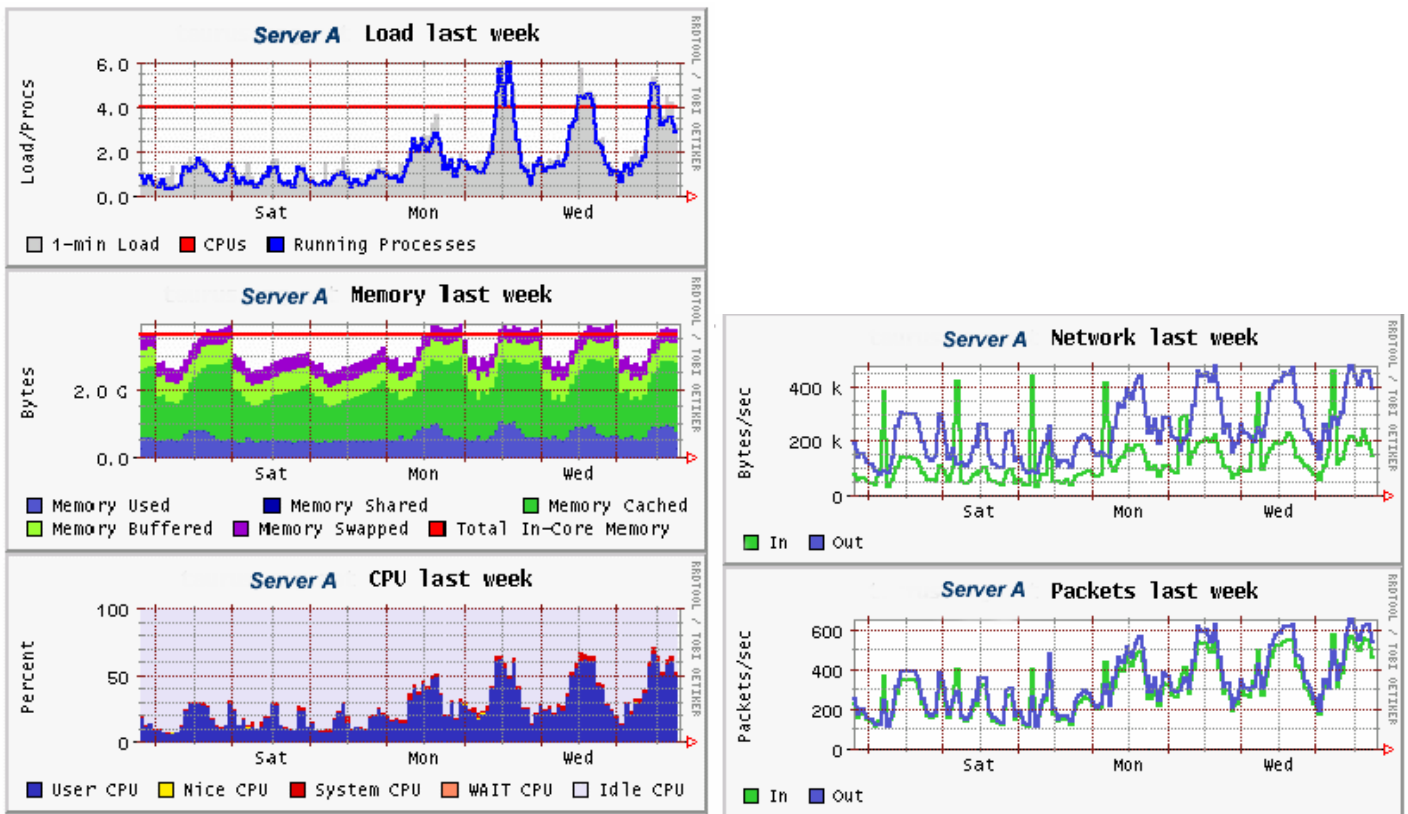 Server A Load last week
Load/Procs
6.0
4.0
2.0
0.0
Sat Mon Wed
1-min Load CPUs Running Processes
RRDTOOL / TOBI OETIKER
Server A Memory last week
Bytes
2.0 G
0.0
Sat Mon Wed
Memory Used Memory Shared Memory Cached
Memory Buffered Memory Swapped Total In-Core Memory
RRDTOOL / TOBI OETIKER
Server A CPU last week
Percent
100
50
0
Sat Mon Wed
User CPU Nice CPU System CPU WAIT CPU Idle CPU
RRDTOOL / TOBI OETIKER
Server A Network last week
Bytes/sec
400 k
200 k
0
Sat Mon Wed
In Out
RRDTOOL / TOBI OETIKER
Server A Packets last week
Packets/sec
600
400
200
0
Sat Mon Wed
In Out
RRDTOOL / TOBI OETIKER